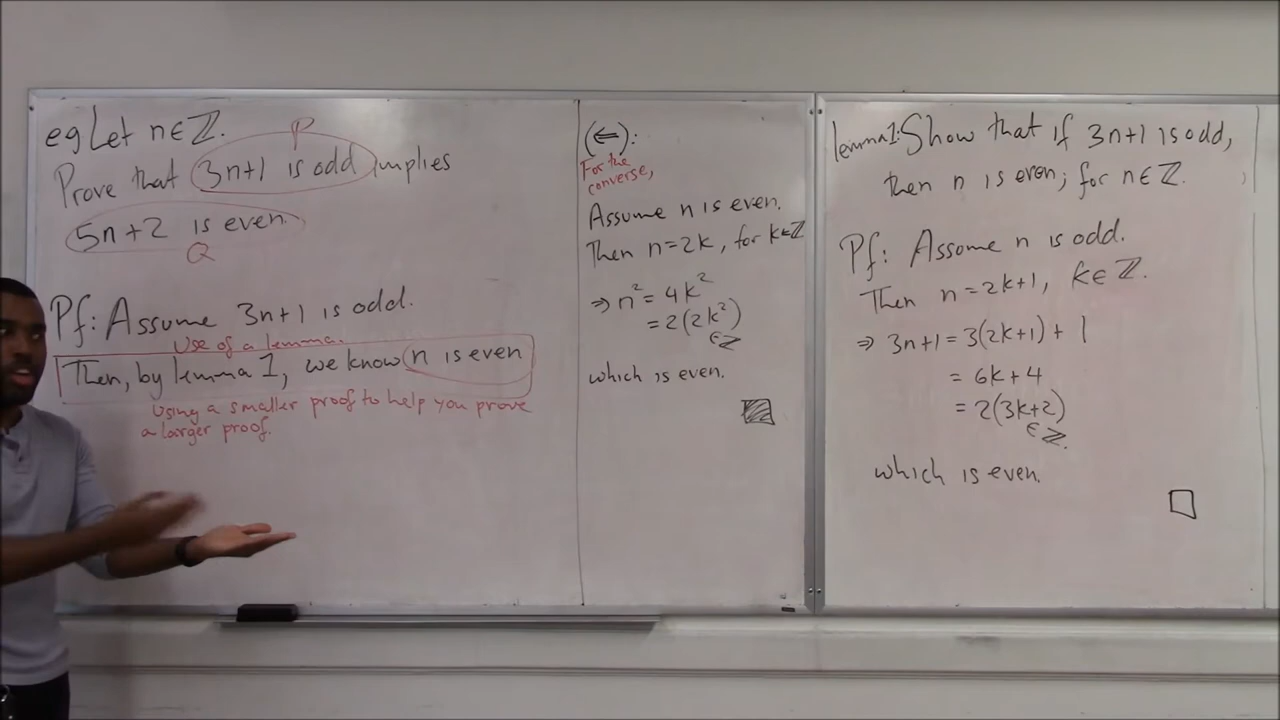 eg Let n∈ℤ.
P
Prove that 3n+1 is odd implies
5n+2 is even.
Q
Pf: Assume 3n+1 is odd.
Use of a lemma.
Then, by lemma 1, we know n is even
Using a smaller proof to help you prove
a larger proof.
(⇐):
For the
converse,
Assume n is even.
Then n=2k, for k∈ℤ
⇒ n² = 4k²
= 2(2k²)
∈ℤ
which is even.
lemma 1: Show that if 3n+1 is odd,
then n is even; for n∈ℤ.
Pf: Assume n is odd.
Then n=2k+1, k∈ℤ.
⇒ 3n+1 = 3(2k+1) + 1
= 6k+4
= 2(3k+2)
∈ℤ.
which is even.